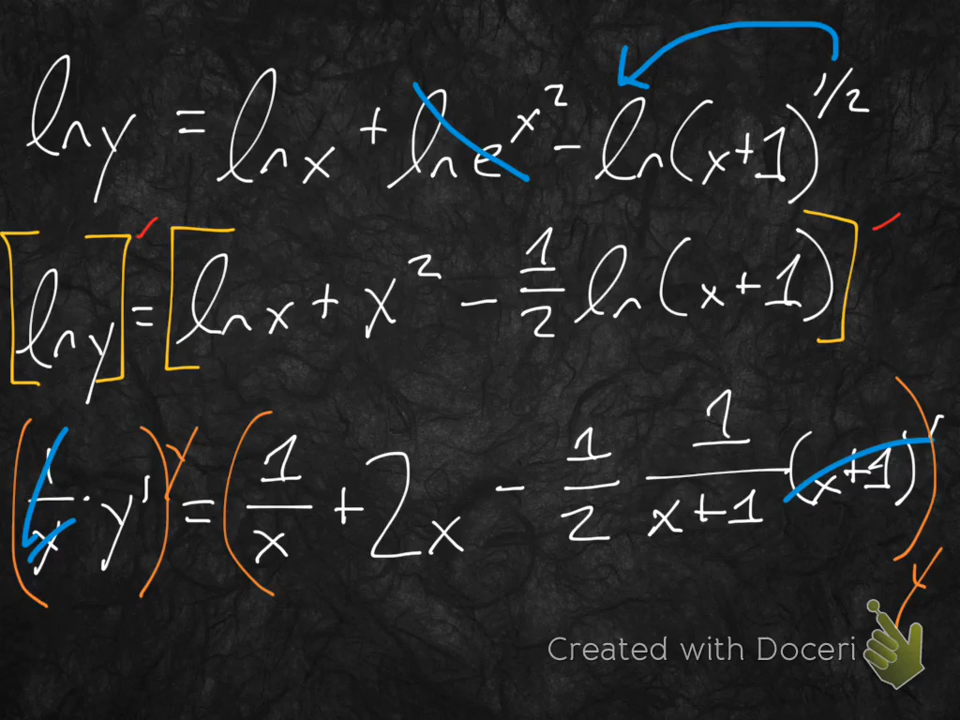 ln y = ln x + ln e^x² - ln(x+1)^1/2
[ln y]' = [ln x + x² - 1/2 ln(x+1)]'
(1/y · y')y = (1/x + 2x - 1/2 1/x+1 (x+1)')y
Created with Doceri